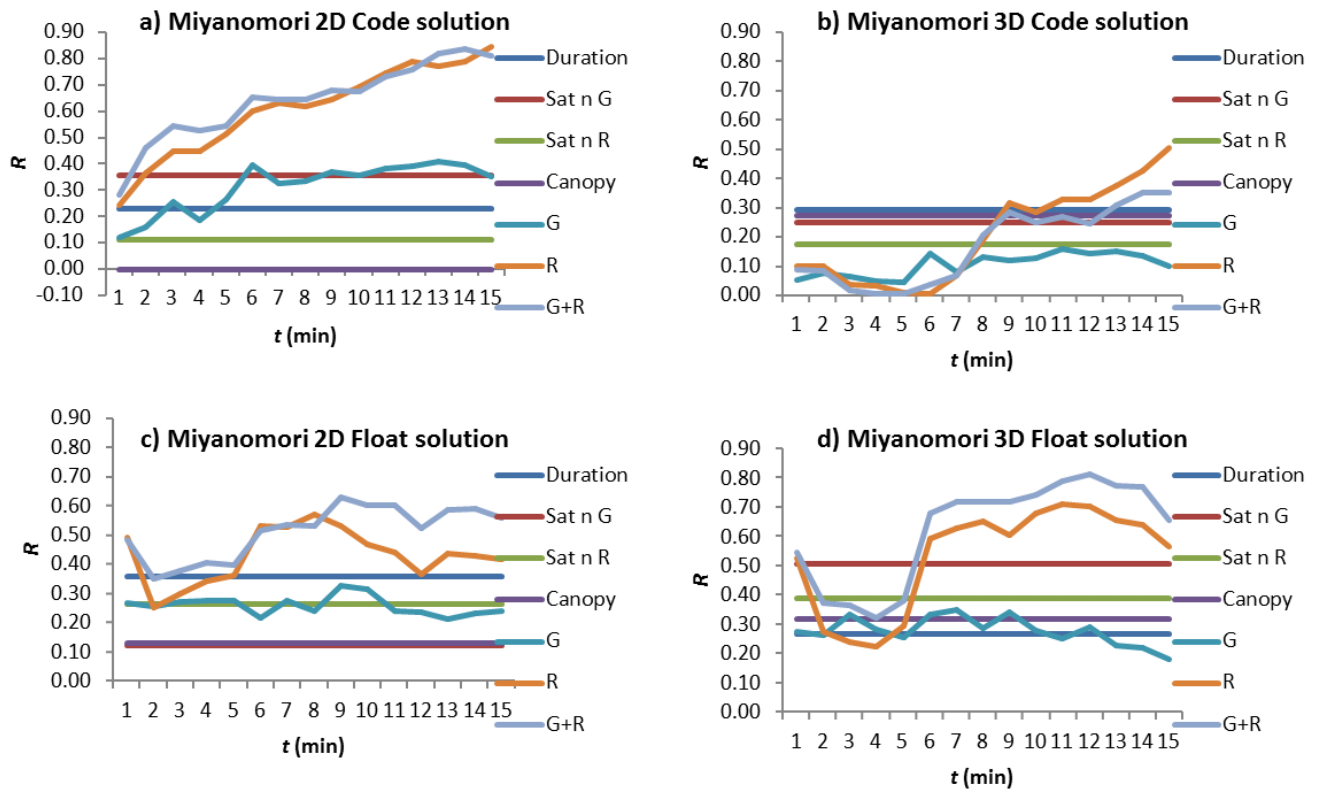 a) Miyanomori 2D Code solution
0.90
0.80
0.70
0.60
0.50
0.40
0.30
0.20
0.10
0.00
-0.10
R
1 2 3 4 5 6 7 8 9 10 11 12 13 14 15
t (min)
Duration
Sat n G
Sat n R
Canopy
G
R
G+R
b) Miyanomori 3D Code solution
0.90
0.80
0.70
0.60
0.50
0.40
0.30
0.20
0.10
0.00
R
1 2 3 4 5 6 7 8 9 10 11 12 13 14 15
t (min)
Duration
Sat n G
Sat n R
Canopy
G
R
G+R
c) Miyanomori 2D Float solution
0.90
0.80
0.70
0.60
0.50
0.40
0.30
0.20
0.10
0.00
R
1 2 3 4 5 6 7 8 9 10 11 12 13 14 15
t (min)
Duration
Sat n G
Sat n R
Canopy
G
R
G+R
d) Miyanomori 3D Float solution
0.90
0.80
0.70
0.60
0.50
0.40
0.30
0.20
0.10
0.00
R
1 2 3 4 5 6 7 8 9 10 11 12 13 14 15
t (min)
Duration
Sat n G
Sat n R
Canopy
G
R
G+R